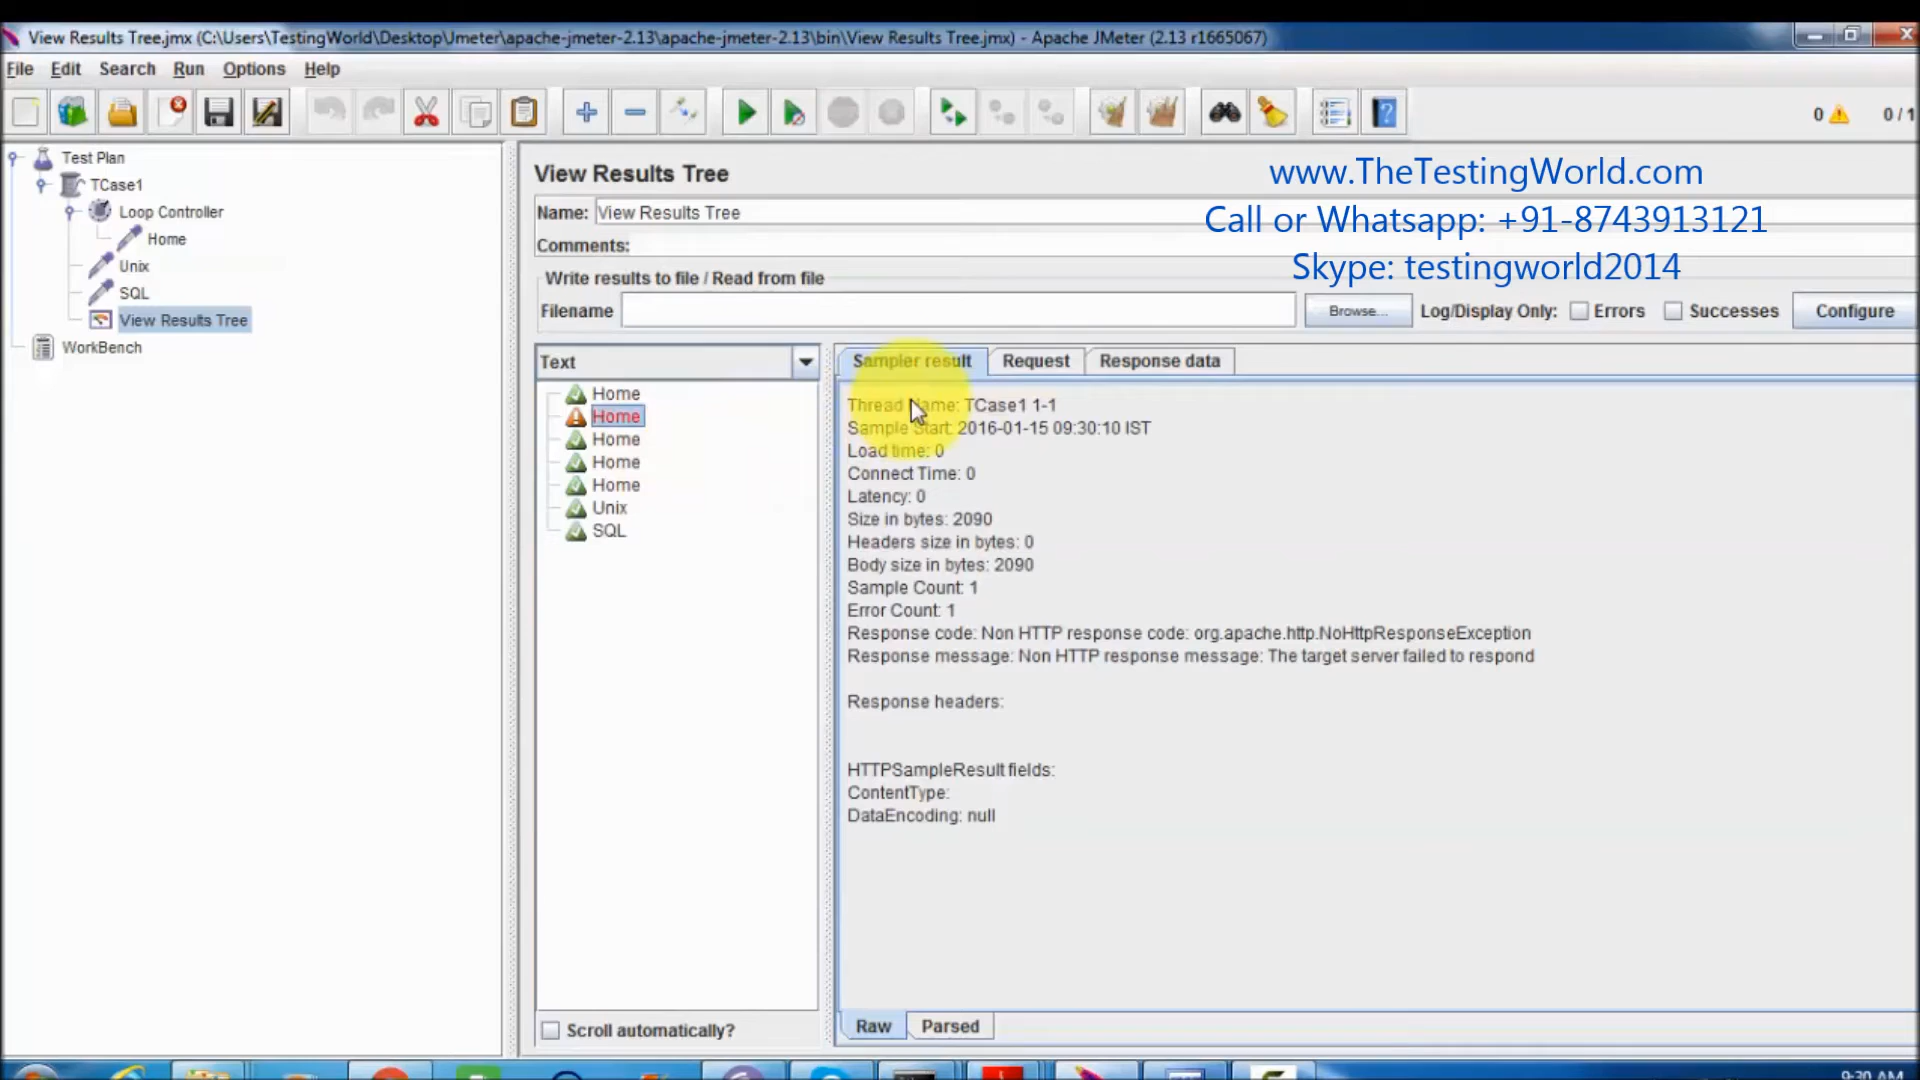 View Results Tree.jmx (C:\Users\TestingWorld\Desktop\Jmeter\apache-jmeter-2.13\apache-jmeter-2.13\bin\View Results Tree.jmx) - Apache JMeter (2.13 r1665067)
File Edit Search Run Options Help
0 0 / 1
Test Plan
TCase1
Loop Controller
Home
Unix
SQL
View Results Tree
WorkBench
View Results Tree
www.TheTestingWorld.com
Name: View Results Tree
Call or Whatsapp: +91-8743913121
Comments:
Skype: testingworld2014
Write results to file / Read from file
Filename Browse... Log/Display Only: Errors Successes Configure
Text
Home
Home
Home
Home
Home
Unix
SQL
Scroll automatically?
Sampler result Request Response data
Thread Name: TCase1 1-1
Sample Start: 2016-01-15 09:30:10 IST
Load time: 0
Connect Time: 0
Latency: 0
Size in bytes: 2090
Headers size in bytes: 0
Body size in bytes: 2090
Sample Count: 1
Error Count: 1
Response code: Non HTTP response code: org.apache.http.NoHttpResponseException
Response message: Non HTTP response message: The target server failed to respond
Response headers:
HTTPSampleResult fields:
ContentType:
DataEncoding: null
Raw Parsed
9:30 AM